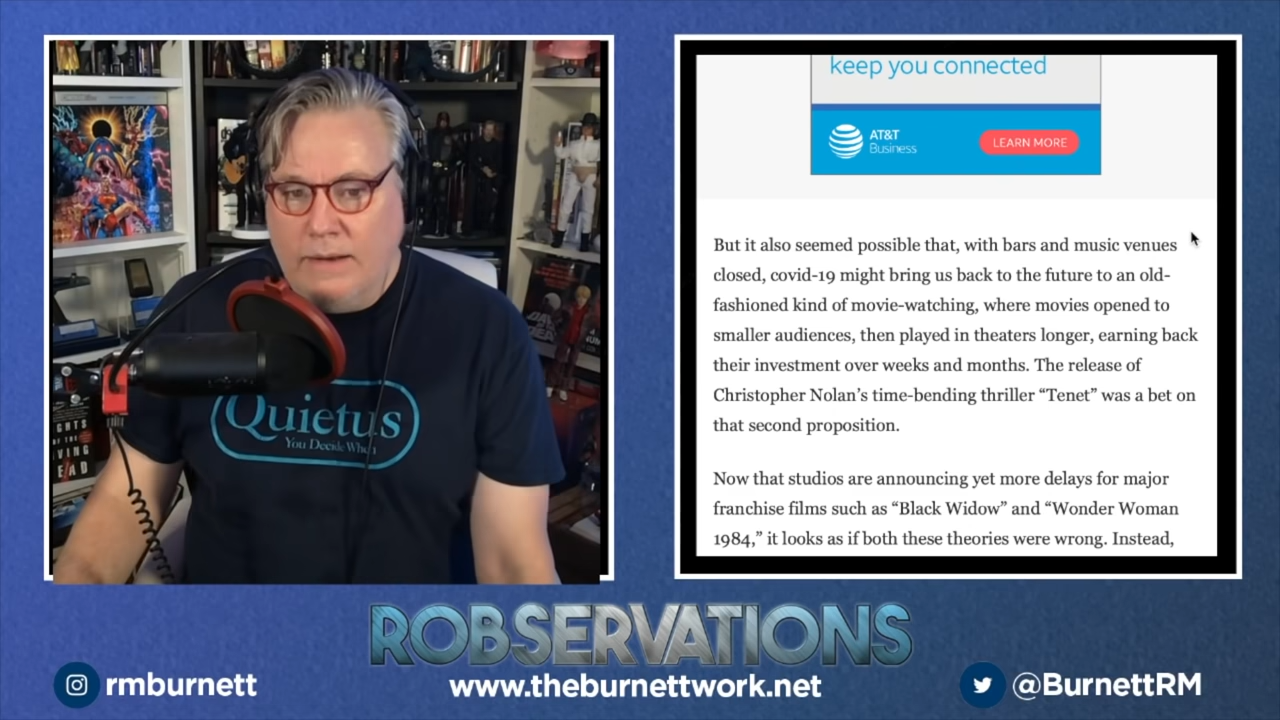 keep you connected
AT&T
Business
LEARN MORE
But it also seemed possible that, with bars and music venues
closed, covid-19 might bring us back to the future to an old-
fashioned kind of movie-watching, where movies opened to
smaller audiences, then played in theaters longer, earning back
their investment over weeks and months. The release of
Christopher Nolan’s time-bending thriller “Tenet” was a bet on
that second proposition.
Now that studios are announcing yet more delays for major
franchise films such as “Black Widow” and “Wonder Woman
1984,” it looks as if both these theories were wrong. Instead,
Quietus
You Decide When
GHTS
OF THE
VING
EAD
ROBSERVATIONS
rmburnett
www.theburnettwork.net
@BurnettRM